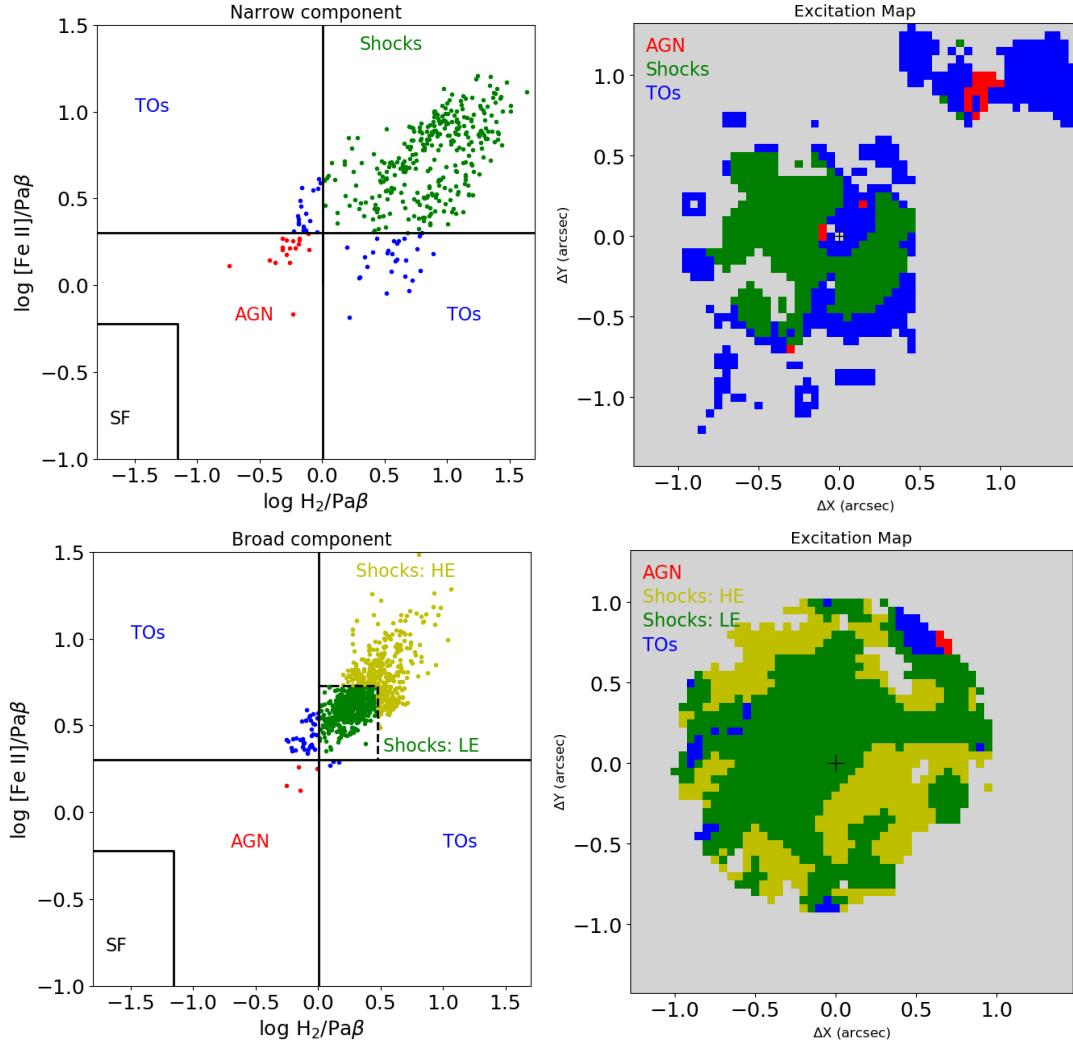 Narrow component
1.5
1.0
0.5
0.0
−0.5
−1.0
log [Fe II]/Paβ
TOs
Shocks
AGN
TOs
SF
−1.5 −1.0 −0.5 0.0 0.5 1.0 1.5
log H₂/Paβ
Excitation Map
AGN
Shocks
TOs
1.0
0.5
0.0
−0.5
−1.0
ΔY (arcsec)
−1.0 −0.5 0.0 0.5 1.0
ΔX (arcsec)
Broad component
1.5
1.0
0.5
0.0
−0.5
−1.0
log [Fe II]/Paβ
TOs
Shocks: HE
Shocks: LE
AGN
TOs
SF
−1.5 −1.0 −0.5 0.0 0.5 1.0 1.5
log H₂/Paβ
Excitation Map
AGN
Shocks: HE
Shocks: LE
TOs
1.0
0.5
0.0
−0.5
−1.0
ΔY (arcsec)
−1.0 −0.5 0.0 0.5 1.0
ΔX (arcsec)